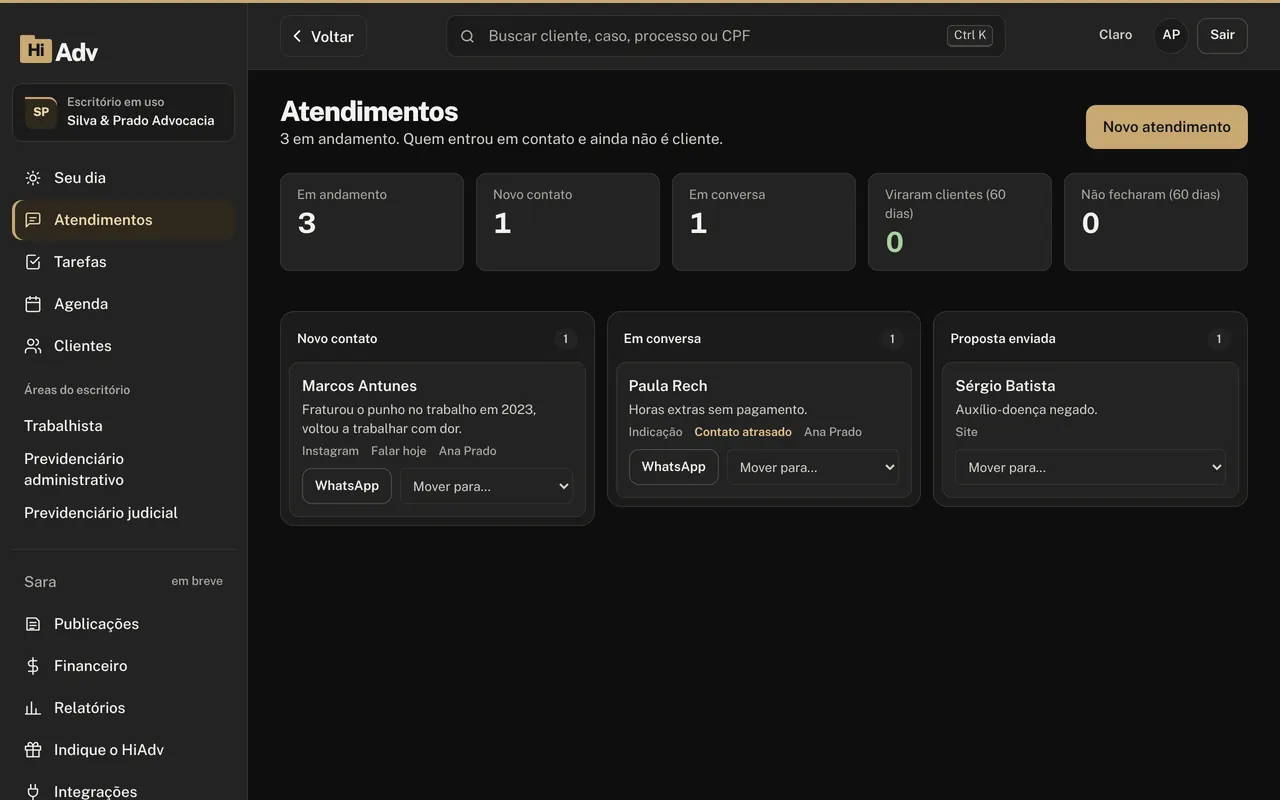 Hi Adv
Escritório em uso
SP
Silva & Prado Advocacia
Seu dia
Atendimentos
Tarefas
Agenda
Clientes
Áreas do escritório
Trabalhista
Previdenciário
administrativo
Previdenciário judicial
Sara
em breve
Publicações
Financeiro
Relatórios
Indique o HiAdv
Integrações
Voltar
Buscar cliente, caso, processo ou CPF
Ctrl K
Claro
AP
Sair
Atendimentos
3 em andamento. Quem entrou em contato e ainda não é cliente.
Novo atendimento
Em andamento
3
Novo contato
1
Em conversa
1
Viraram clientes (60
dias)
0
Não fecharam (60 dias)
0
Novo contato
1
Marcos Antunes
Fraturou o punho no trabalho em 2023,
voltou a trabalhar com dor.
Instagram Falar hoje Ana Prado
WhatsApp
Mover para...
Em conversa
1
Paula Rech
Horas extras sem pagamento.
Indicação Contato atrasado Ana Prado
WhatsApp
Mover para...
Proposta enviada
1
Sérgio Batista
Auxílio-doença negado.
Site
Mover para...